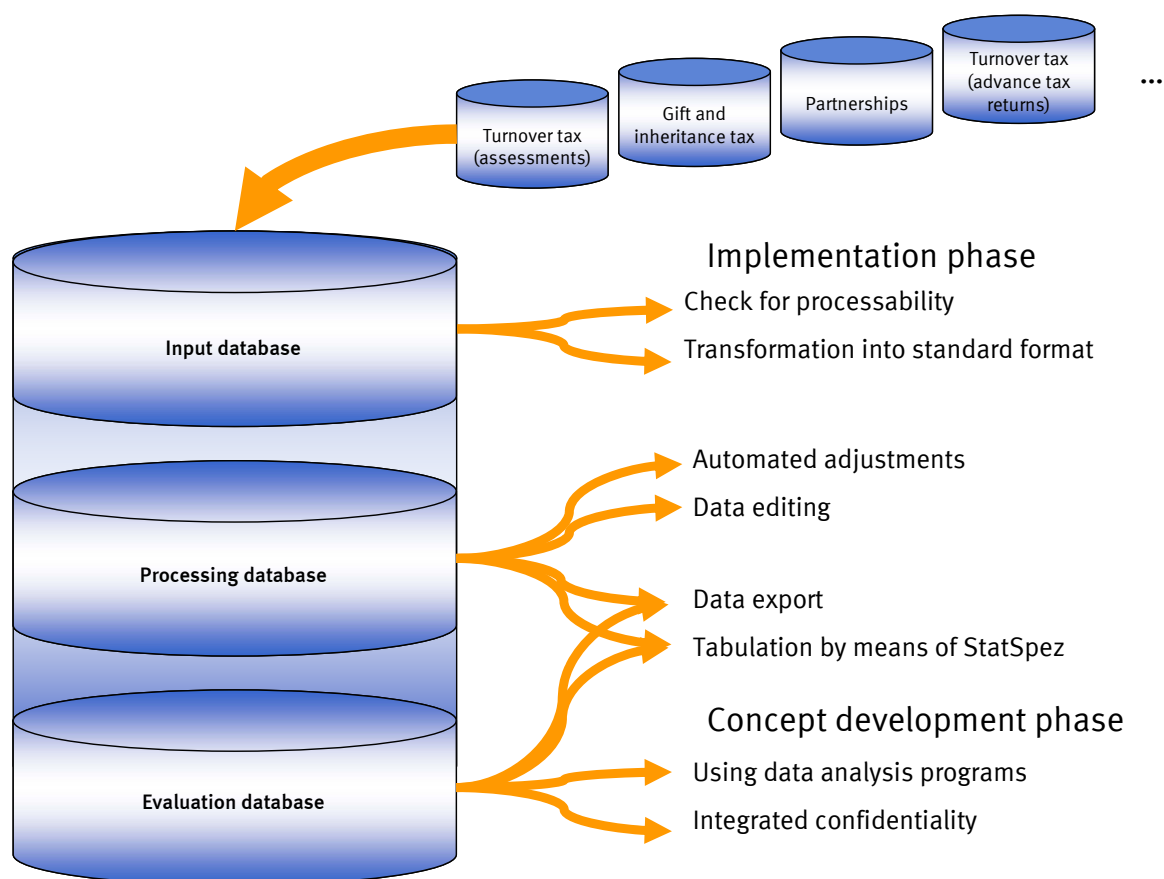 Turnover tax
(assessments)
Gift and
inheritance tax
Partnerships
Turnover tax
(advance tax
returns)
...
Implementation phase
Check for processability
Input database
Transformation into standard format
Automated adjustments
Data editing
Processing database
Data export
Tabulation by means of StatSpez
Concept development phase
Using data analysis programs
Evaluation database
Integrated confidentiality